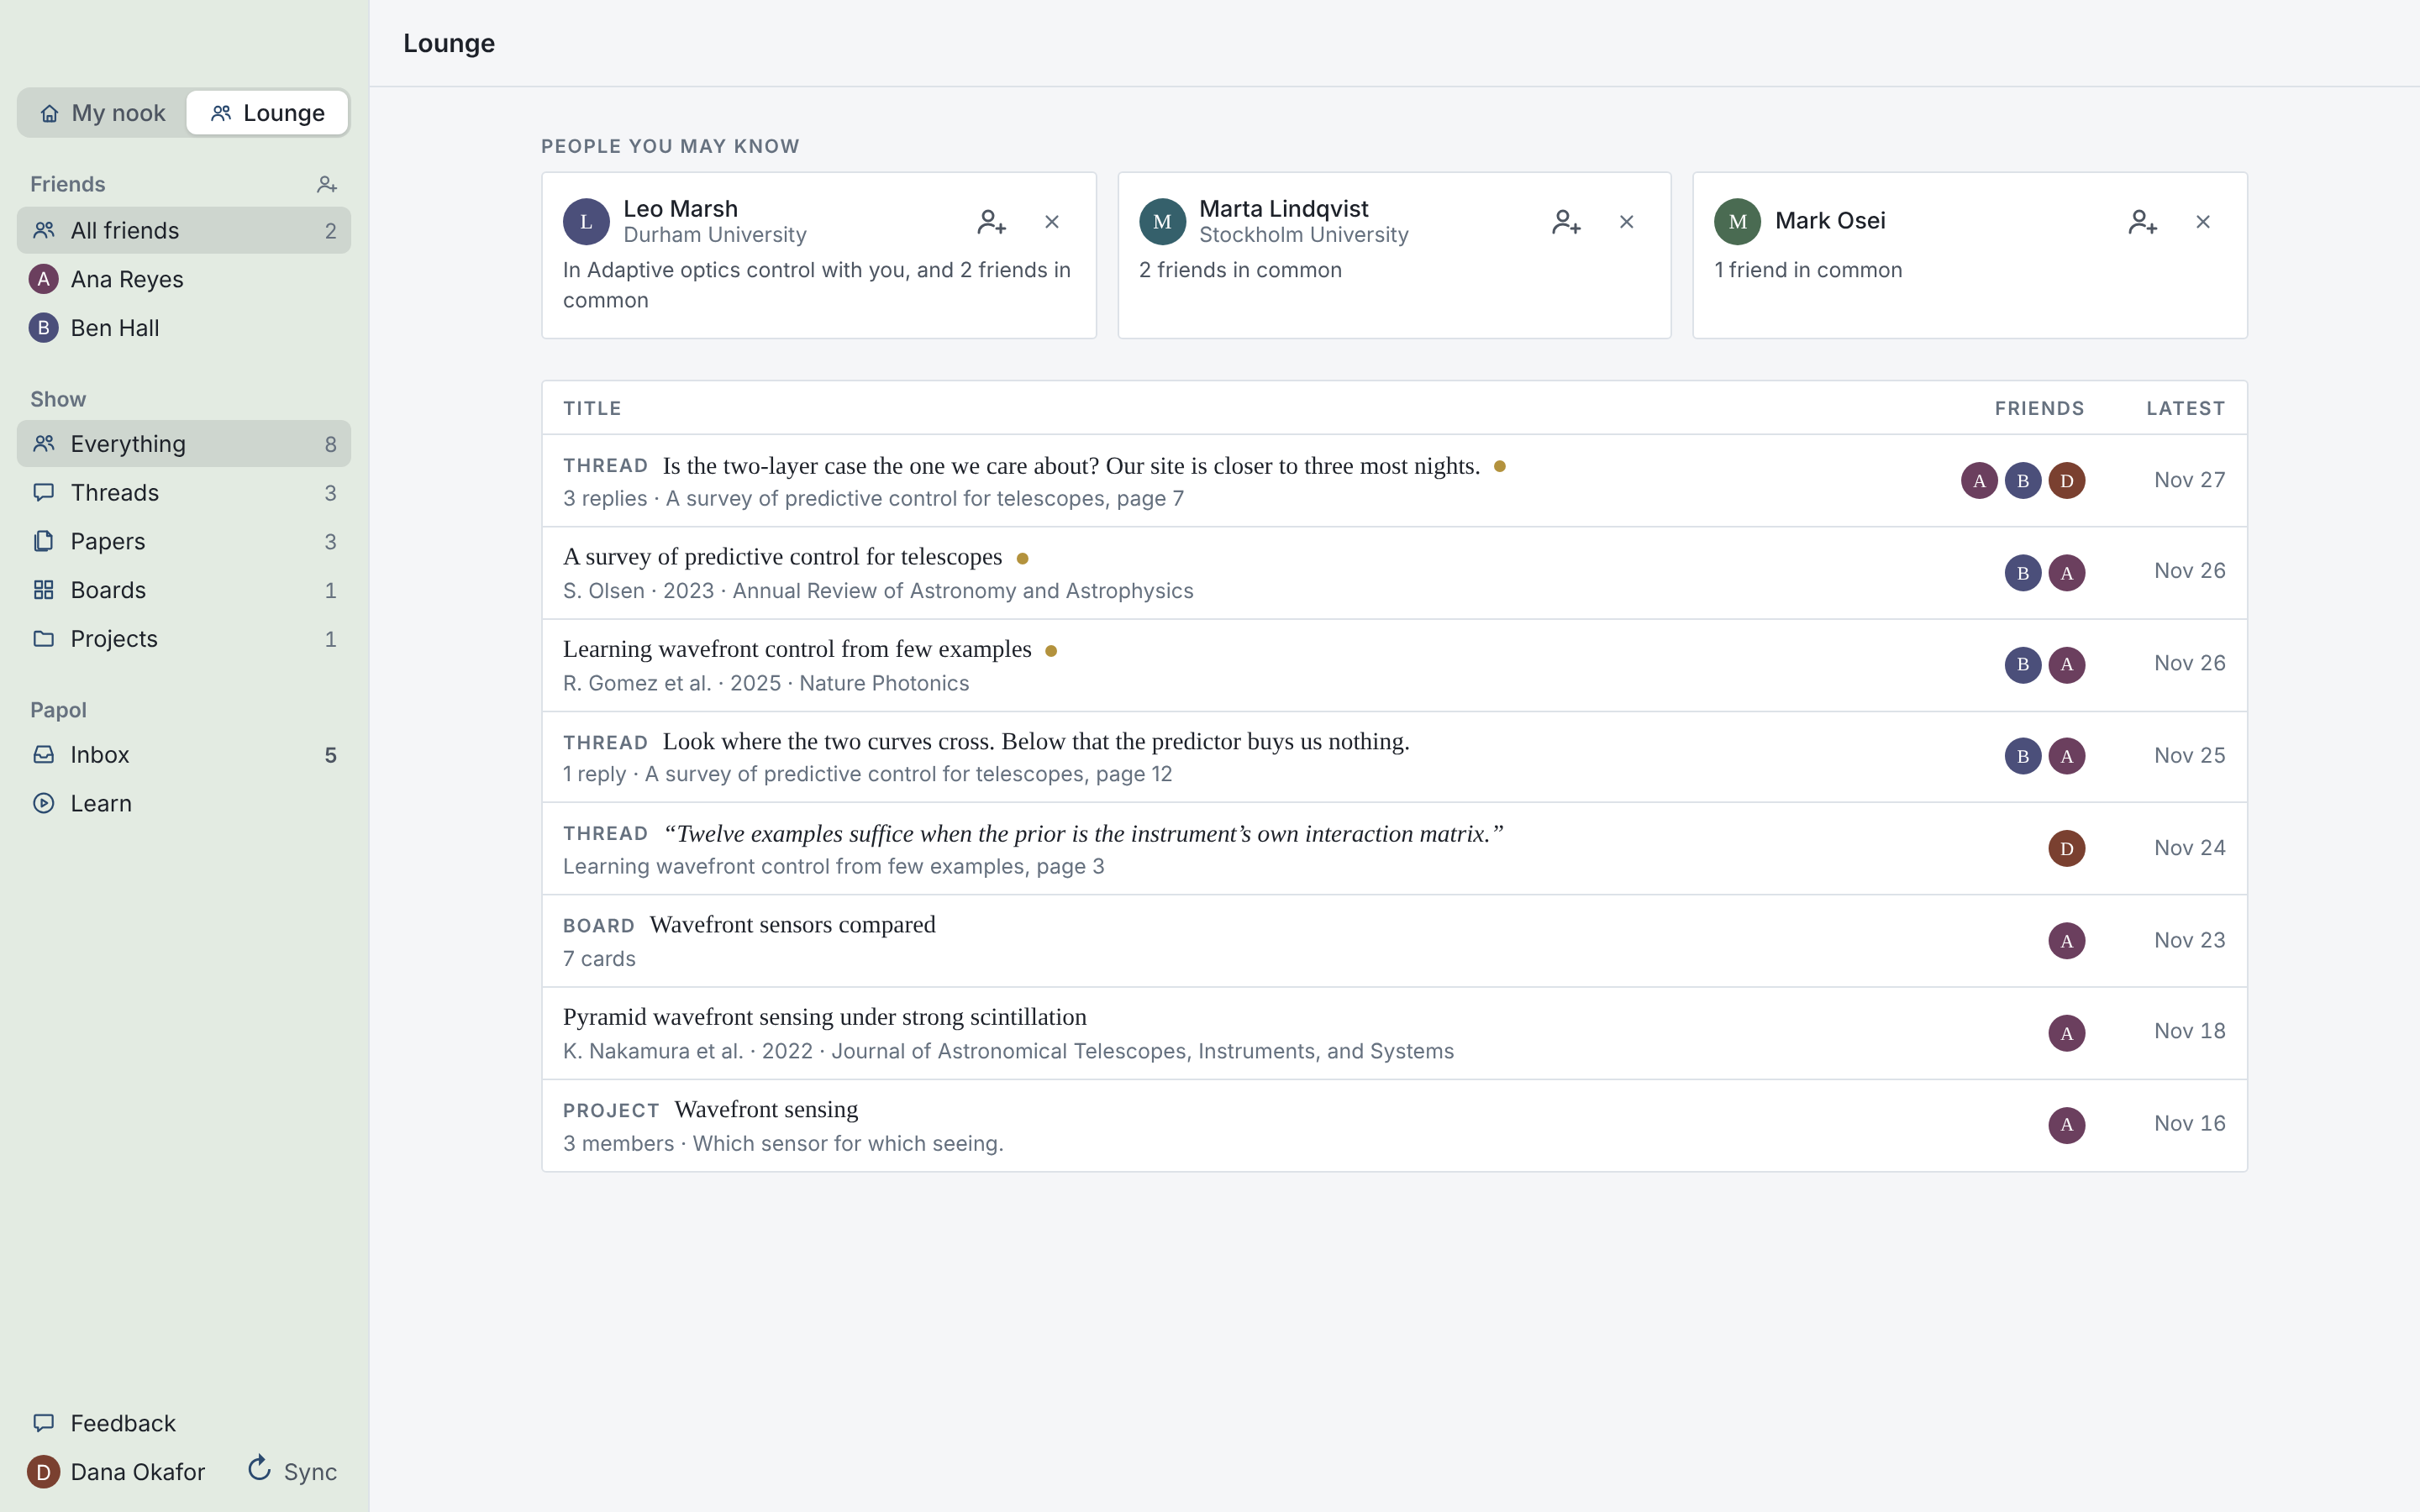 Lounge
My nook
Lounge
Friends
All friends 2
A Ana Reyes
B Ben Hall
Show
Everything 8
Threads 3
Papers 3
Boards 1
Projects 1
Papol
Inbox 5
Learn
Feedback
D Dana Okafor Sync
PEOPLE YOU MAY KNOW
L Leo Marsh
Durham University
In Adaptive optics control with you, and 2 friends in
common
M Marta Lindqvist
Stockholm University
2 friends in common
M Mark Osei
1 friend in common
TITLE FRIENDS LATEST
THREAD Is the two-layer case the one we care about? Our site is closer to three most nights.
3 replies · A survey of predictive control for telescopes, page 7
A B D Nov 27
A survey of predictive control for telescopes
S. Olsen · 2023 · Annual Review of Astronomy and Astrophysics
B A Nov 26
Learning wavefront control from few examples
R. Gomez et al. · 2025 · Nature Photonics
B A Nov 26
THREAD Look where the two curves cross. Below that the predictor buys us nothing.
1 reply · A survey of predictive control for telescopes, page 12
B A Nov 25
THREAD “Twelve examples suffice when the prior is the instrument’s own interaction matrix.”
Learning wavefront control from few examples, page 3
D Nov 24
BOARD Wavefront sensors compared
7 cards
A Nov 23
Pyramid wavefront sensing under strong scintillation
K. Nakamura et al. · 2022 · Journal of Astronomical Telescopes, Instruments, and Systems
A Nov 18
PROJECT Wavefront sensing
3 members · Which sensor for which seeing.
A Nov 16